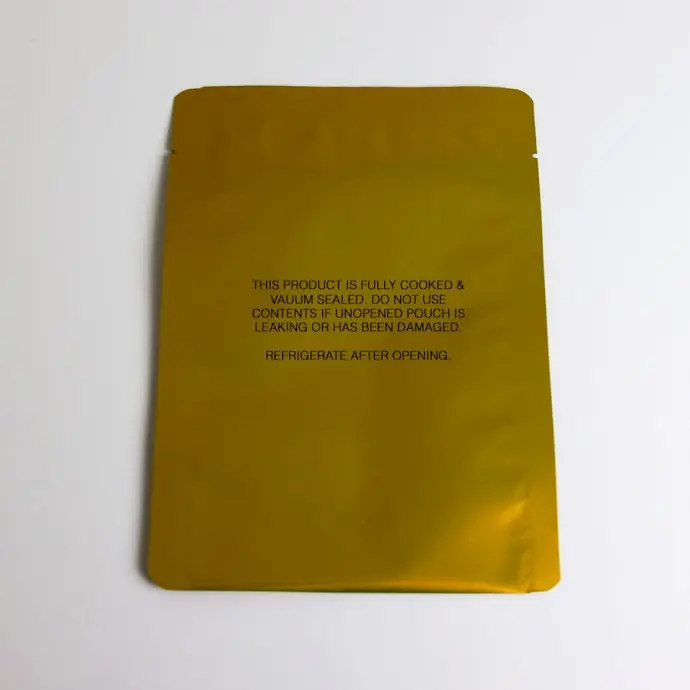 THIS PRODUCT IS FULLY COOKED &
VAUUM SEALED. DO NOT USE
CONTENTS IF UNOPENED POUCH IS
LEAKING OR HAS BEEN DAMAGED.
REFRIGERATE AFTER OPENING.